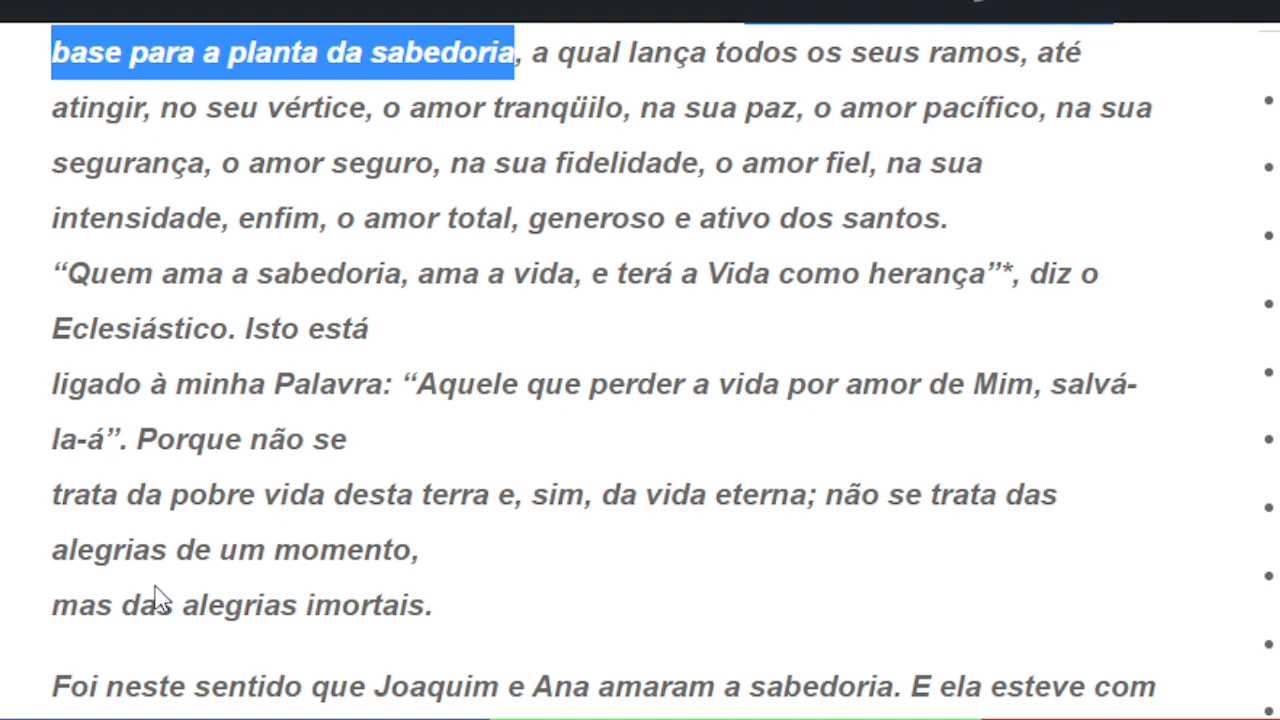 base para a planta da sabedoria, a qual lança todos os seus ramos, até
atingir, no seu vértice, o amor tranqüilo, na sua paz, o amor pacífico, na sua
segurança, o amor seguro, na sua fidelidade, o amor fiel, na sua
intensidade, enfim, o amor total, generoso e ativo dos santos.
“Quem ama a sabedoria, ama a vida, e terá a Vida como herança”*, diz o
Eclesiástico. Isto está
ligado à minha Palavra: “Aquele que perder a vida por amor de Mim, salvá-
la-á”. Porque não se
trata da pobre vida desta terra e, sim, da vida eterna; não se trata das
alegrias de um momento,
mas das alegrias imortais.
Foi neste sentido que Joaquim e Ana amaram a sabedoria. E ela esteve com